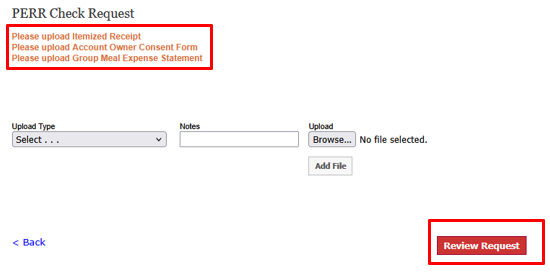 PERR Check Request
Please upload Itemized Receipt
Please upload Account Owner Consent Form
Please upload Group Meal Expense Statement
Upload Type Notes Upload
Select . . . Browse... No file selected.
Add File
< Back Review Request